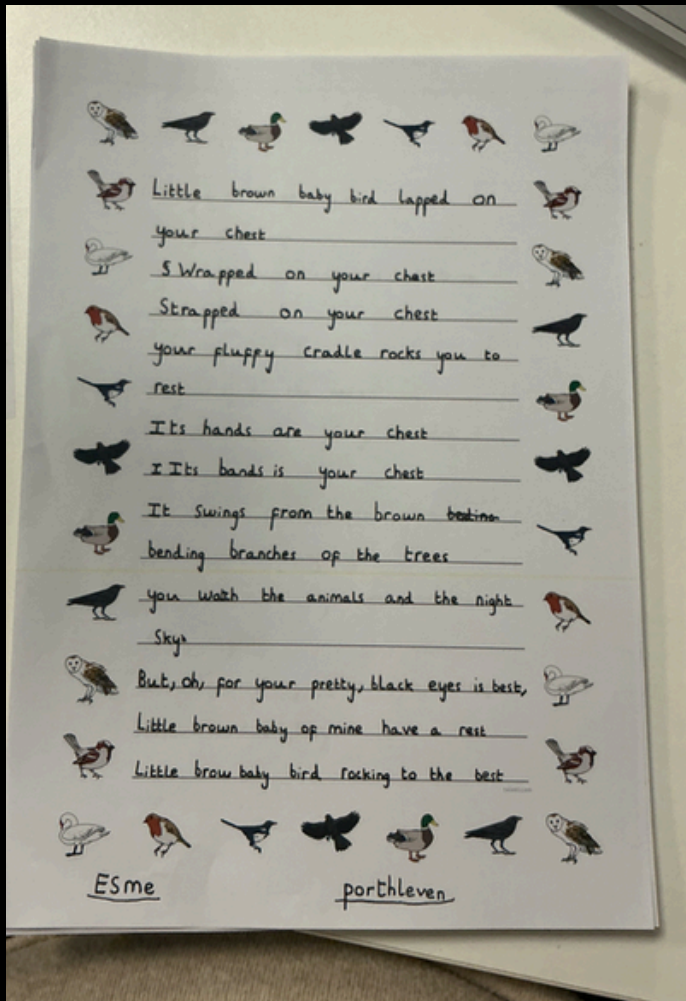 Little brown baby bird lapped on
your chest
5 Wrapped on your chest
Strapped on your chest
your fluffy cradle rocks you to
rest
Its hands are your chest
I Its bands is your chest
It swings from the brown
bending branches of the trees
you watch the animals and the night
Sky.
But, oh, for your pretty, black eyes is best,
Little brown baby of mine have a rest
Little brow baby bird rocking to the best
ESme
porthleven